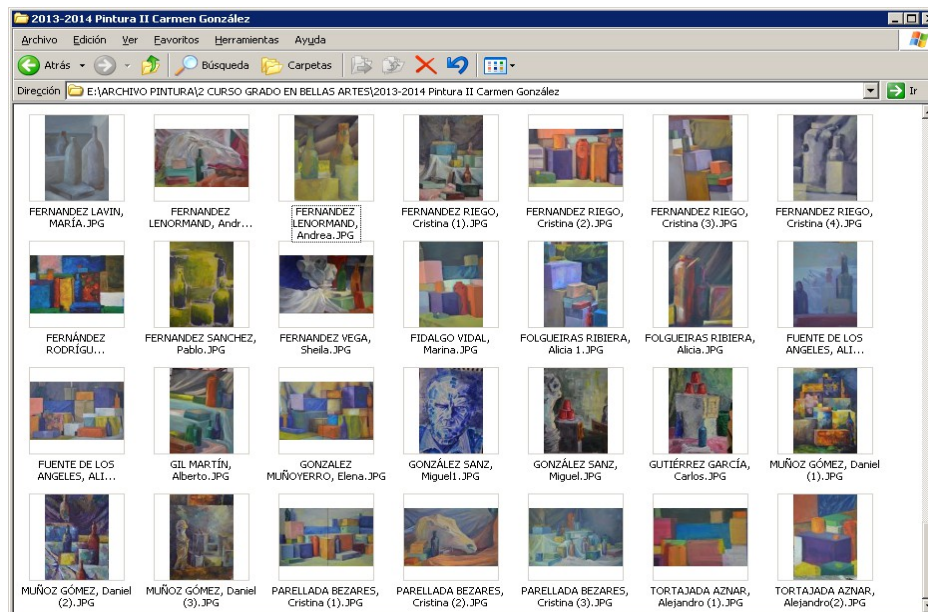 2013-2014 Pintura II Carmen González
Archivo Edición Ver Favoritos Herramientas Ayuda
Atrás Búsqueda Carpetas
Dirección E:\ARCHIVO PINTURA\2 CURSO GRADO EN BELLAS ARTES\2013-2014 Pintura II Carmen González Ir
FERNANDEZ LAVIN, MARÍA.JPG
FERNANDEZ LENORMAND, Andr...
FERNANDEZ LENORMAND, Andrea.JPG
FERNANDEZ RIEGO, Cristina (1).JPG
FERNANDEZ RIEGO, Cristina (2).JPG
FERNANDEZ RIEGO, Cristina (3).JPG
FERNANDEZ RIEGO, Cristina (4).JPG
FERNÁNDEZ RODRÍGU...
FERNANDEZ SANCHEZ, Pablo.JPG
FERNANDEZ VEGA, Sheila.JPG
FIDALGO VIDAL, Marina.JPG
FOLGUEIRAS RIBIERA, Alicia 1.JPG
FOLGUEIRAS RIBIERA, Alicia.JPG
FUENTE DE LOS ANGELES, ALI...
FUENTE DE LOS ANGELES, ALI...
GIL MARTÍN, Alberto.JPG
GONZALEZ MUÑOYERRO, Elena.JPG
GONZÁLEZ SANZ, Miguel1.JPG
GONZÁLEZ SANZ, Miguel.JPG
GUTIÉRREZ GARCÍA, Carlos.JPG
MUÑOZ GÓMEZ, Daniel (1).JPG
MUÑOZ GÓMEZ, Daniel (2).JPG
MUÑOZ GÓMEZ, Daniel (3).JPG
PARELLADA BEZARES, Cristina (1).JPG
PARELLADA BEZARES, Cristina (2).JPG
PARELLADA BEZARES, Cristina (3).JPG
TORTAJADA AZNAR, Alejandro (1).JPG
TORTAJADA AZNAR, Alejandro(2).JPG